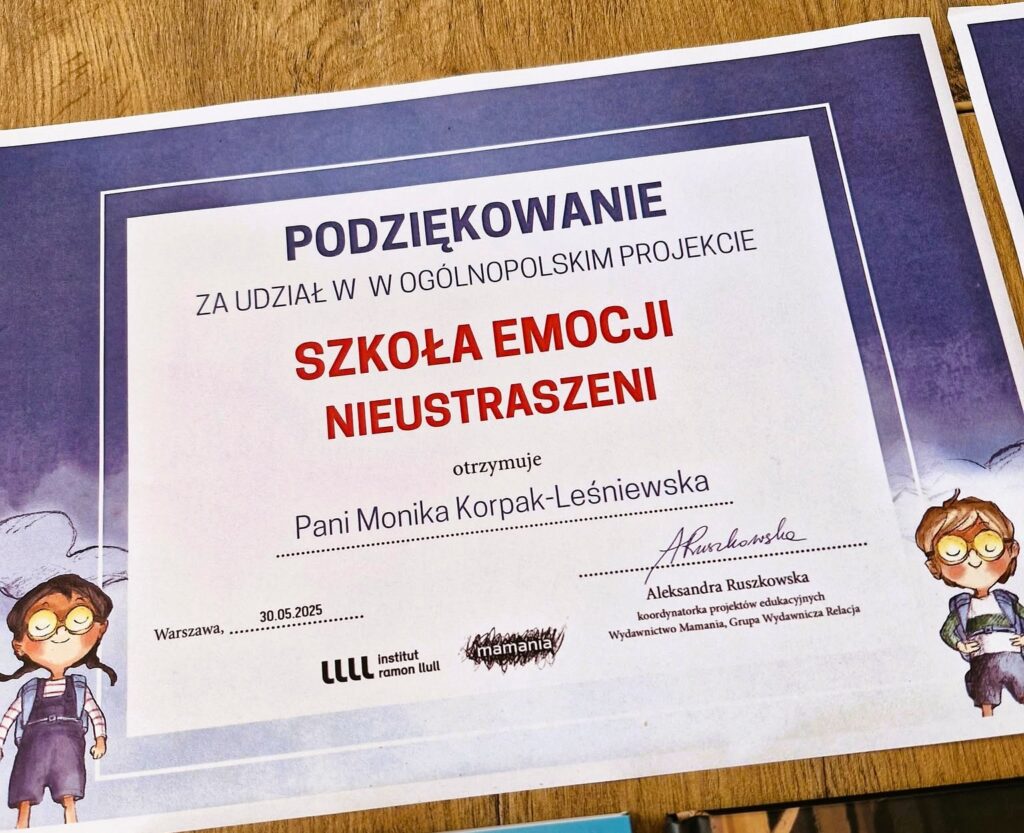 PODZIĘKOWANIE
ZA UDZIAŁ W W OGÓLNOPOLSKIM PROJEKCIE
SZKOŁA EMOCJI
NIEUSTRASZENI
otrzymuje
Pani Monika Korpak-Leśniewska
ARuszkowska
Aleksandra Ruszkowska
koordynatorka projektów edukacyjnych
Wydawnictwo Mamania, Grupa Wydawnicza Relacja
Warszawa, 30.05.2025
institut
ramon llull
mamania